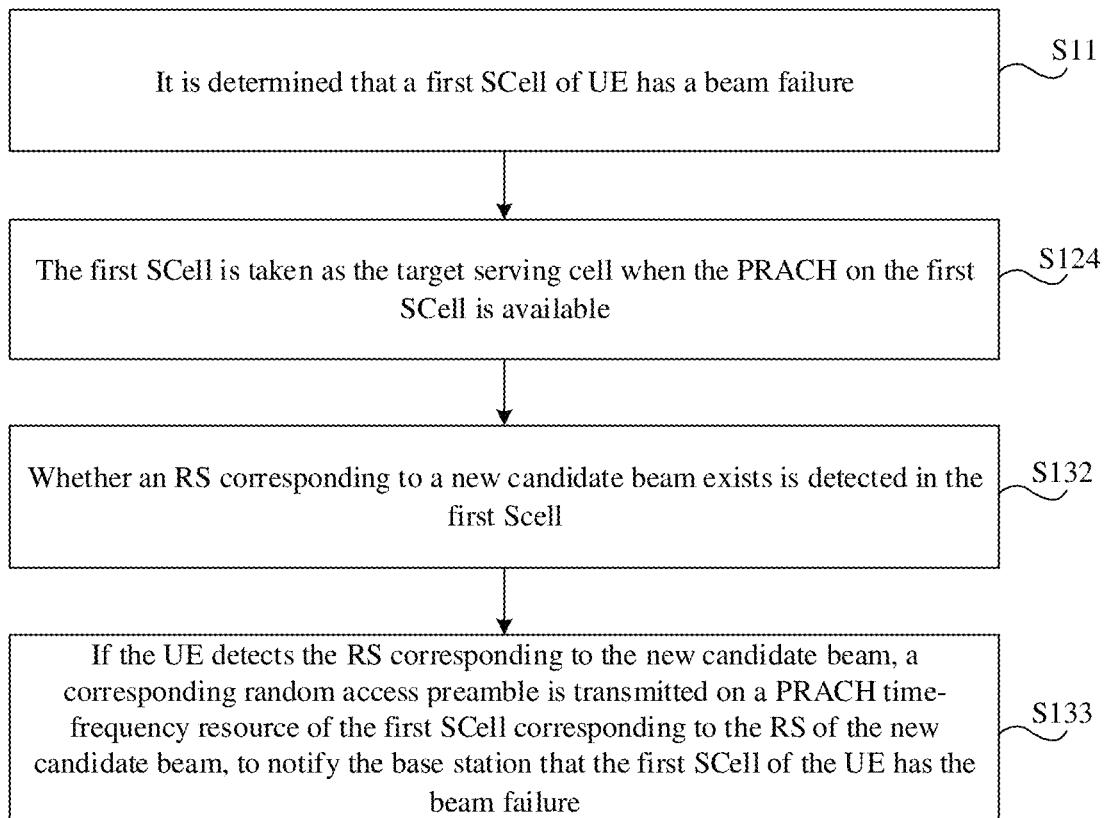 It is determined that a first SCell of UE has a beam failure
S11
The first SCell is taken as the target serving cell when the PRACH on the first
SCell is available
S124
Whether an RS corresponding to a new candidate beam exists is detected in the
first Scell
S132
If the UE detects the RS corresponding to the new candidate beam, a
corresponding random access preamble is transmitted on a PRACH time-
frequency resource of the first SCell corresponding to the RS of the new
candidate beam, to notify the base station that the first SCell of the UE has the
beam failure
S133